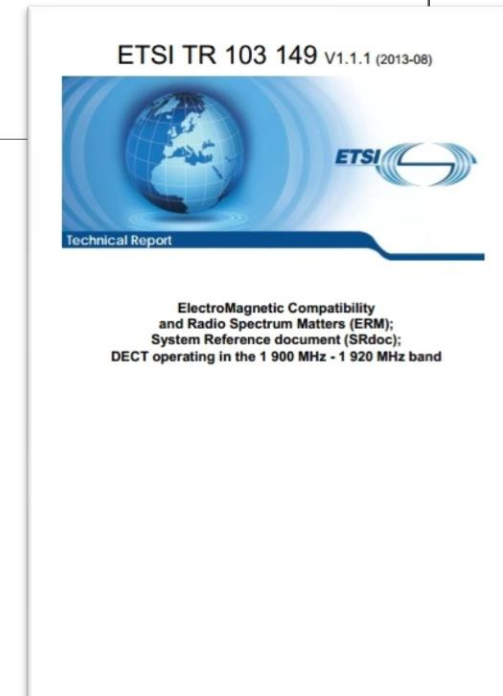 ETSI TR 103 149 V1.1.1 (2013-08)
ETSI
Technical Report
ElectroMagnetic Compatibility
and Radio Spectrum Matters (ERM);
System Reference document (SRdoc);
DECT operating in the 1 900 MHz - 1 920 MHz band